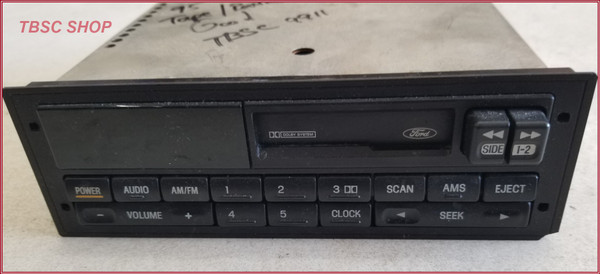 TBSC SHOP
TBSC 9911
DOLBY SYSTEM
Ford
SIDE 1-2
POWER AUDIO AM/FM 1 2 3 SCAN AMS EJECT
- VOLUME + 4 5 CLOCK SEEK